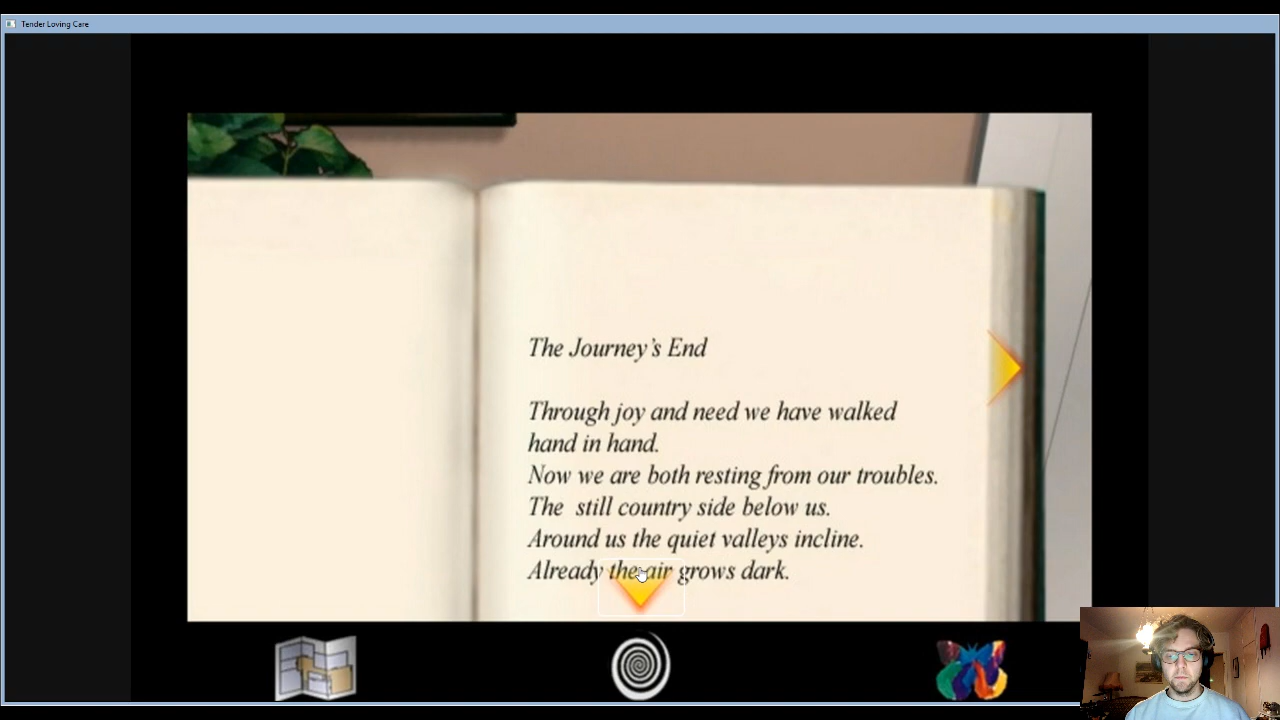 Tender Loving Care
The Journey's End
Through joy and need we have walked
hand in hand.
Now we are both resting from our troubles.
The still country side below us.
Around us the quiet valleys incline.
Already the air grows dark.